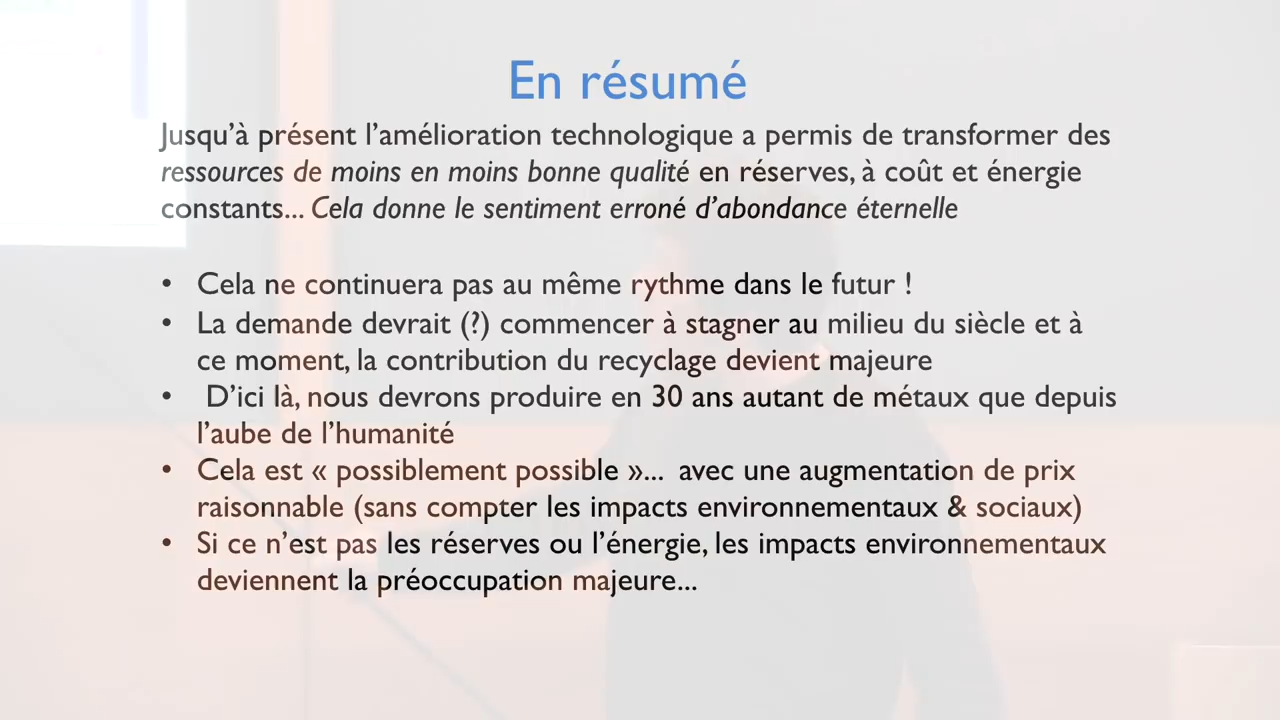 En résumé
Jusqu’à présent l’amélioration technologique a permis de transformer des
ressources de moins en moins bonne qualité en réserves, à coût et énergie
constants... Cela donne le sentiment erroné d’abondance éternelle
• Cela ne continuera pas au même rythme dans le futur !
• La demande devrait (?) commencer à stagner au milieu du siècle et à
ce moment, la contribution du recyclage devient majeure
• D’ici là, nous devrons produire en 30 ans autant de métaux que depuis
l’aube de l’humanité
• Cela est « possiblement possible »... avec une augmentation de prix
raisonnable (sans compter les impacts environnementaux & sociaux)
• Si ce n’est pas les réserves ou l’énergie, les impacts environnementaux
deviennent la préoccupation majeure...